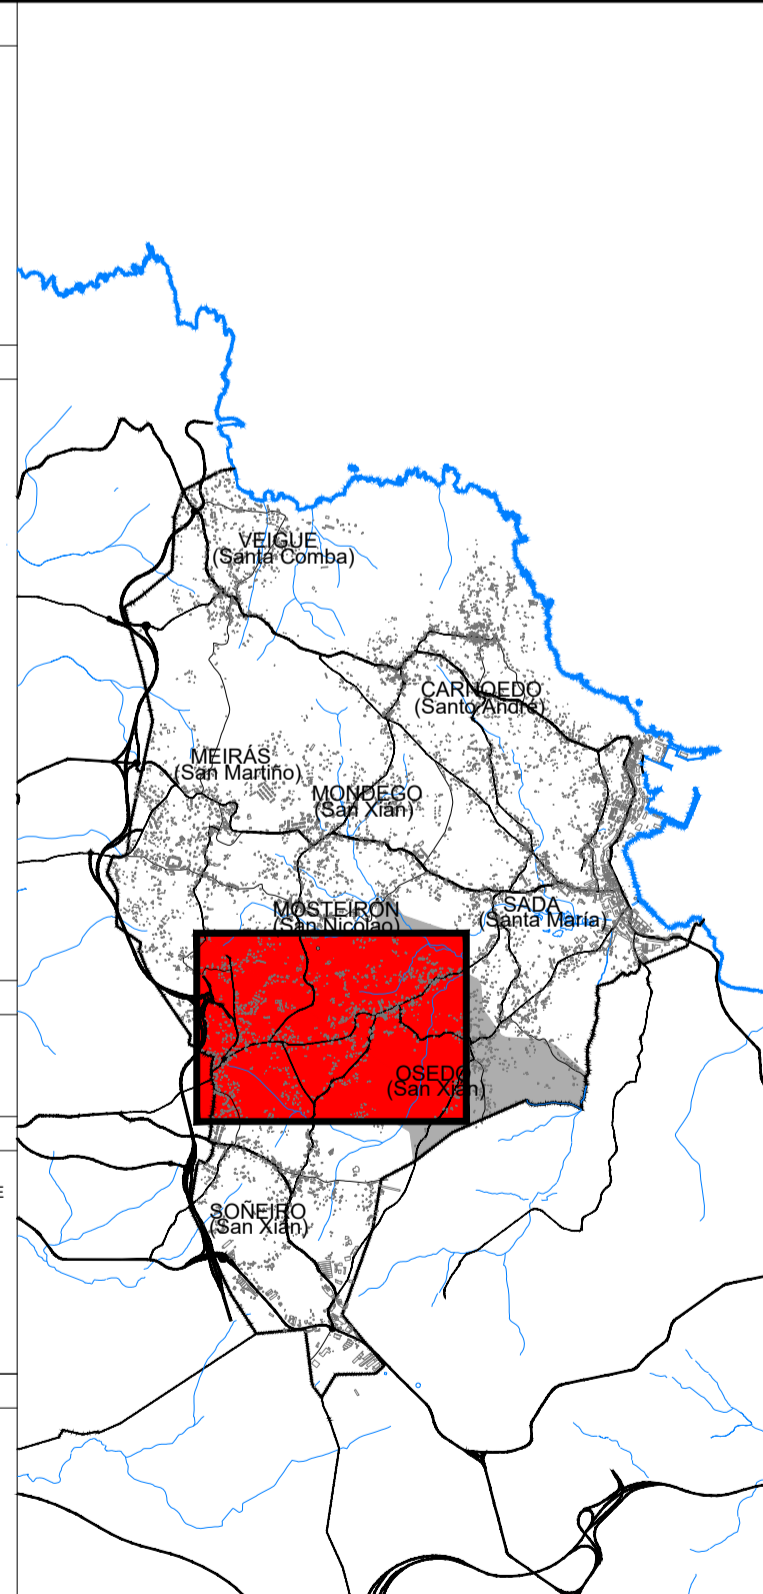 VEIGUE
(Santa Comba)
CARNOEDO
(Santo André)
MEIRÁS
(San Martiño)
MONDEGO
(San Xián)
MOSTEIRÓN
(San Nicolao)
SADA
(Santa María)
OSEDO
(San Xián)
SOÑEIRO
(San Xián)
E